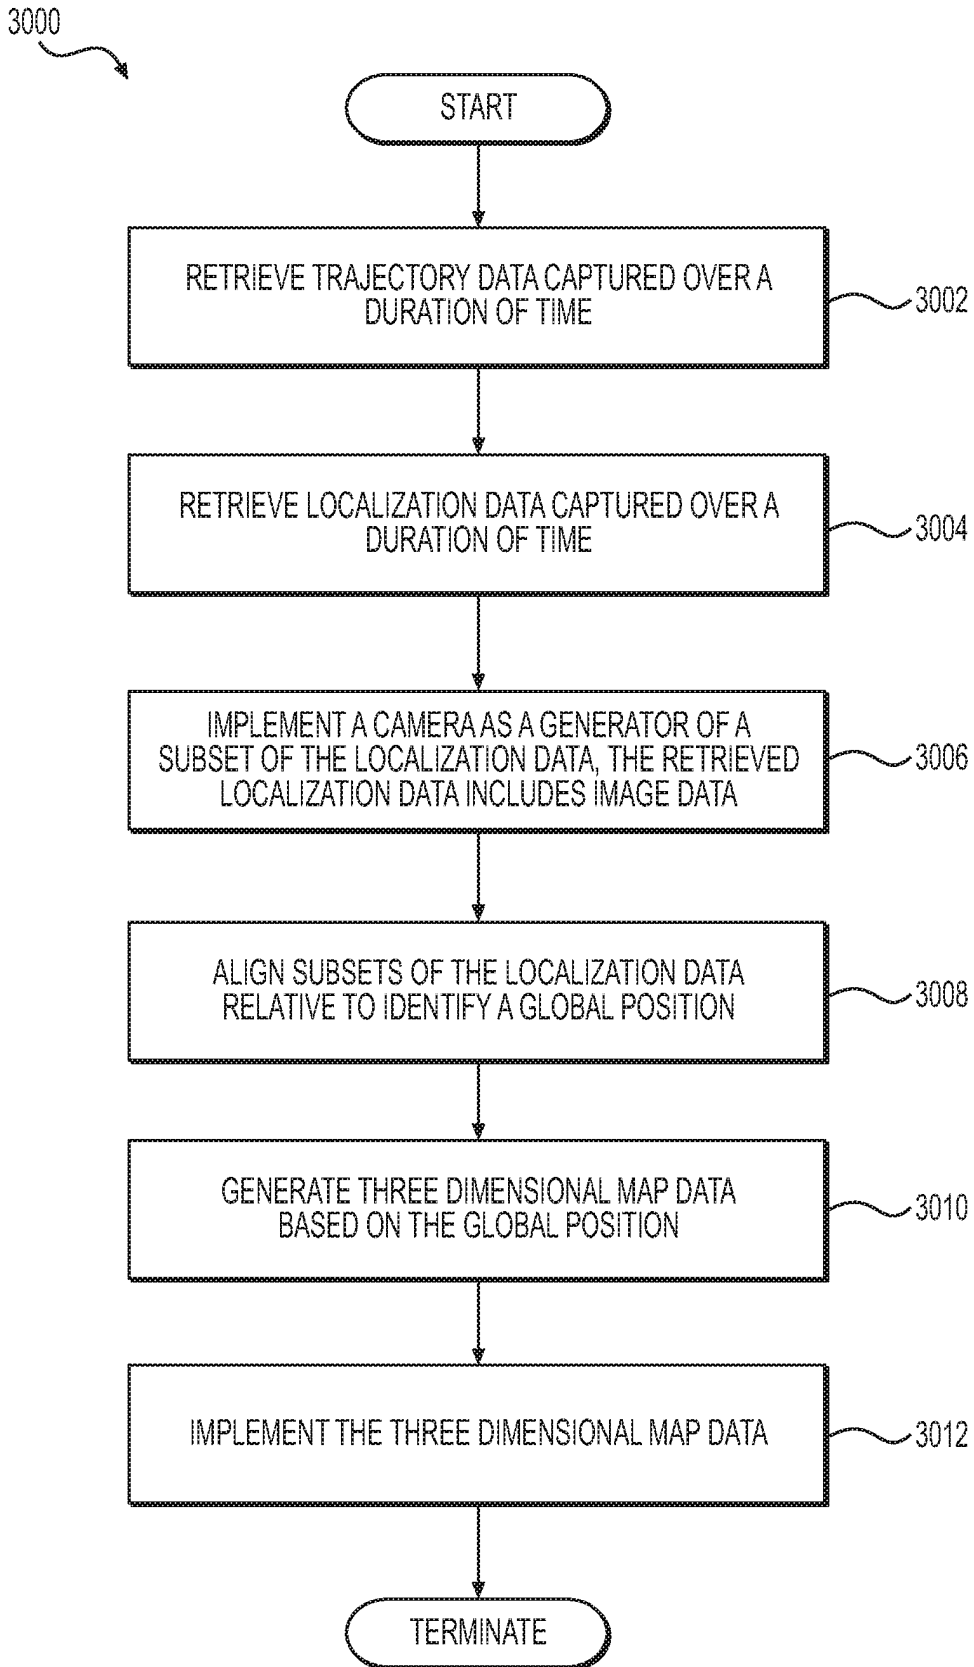 3000
START
RETRIEVE TRAJECTORY DATA CAPTURED OVER A
DURATION OF TIME
3002
RETRIEVE LOCALIZATION DATA CAPTURED OVER A
DURATION OF TIME
3004
IMPLEMENT A CAMERA AS A GENERATOR OF A
SUBSET OF THE LOCALIZATION DATA, THE RETRIEVED
LOCALIZATION DATA INCLUDES IMAGE DATA
3006
ALIGN SUBSETS OF THE LOCALIZATION DATA
RELATIVE TO IDENTIFY A GLOBAL POSITION
3008
GENERATE THREE DIMENSIONAL MAP DATA
BASED ON THE GLOBAL POSITION
3010
IMPLEMENT THE THREE DIMENSIONAL MAP DATA
3012
TERMINATE